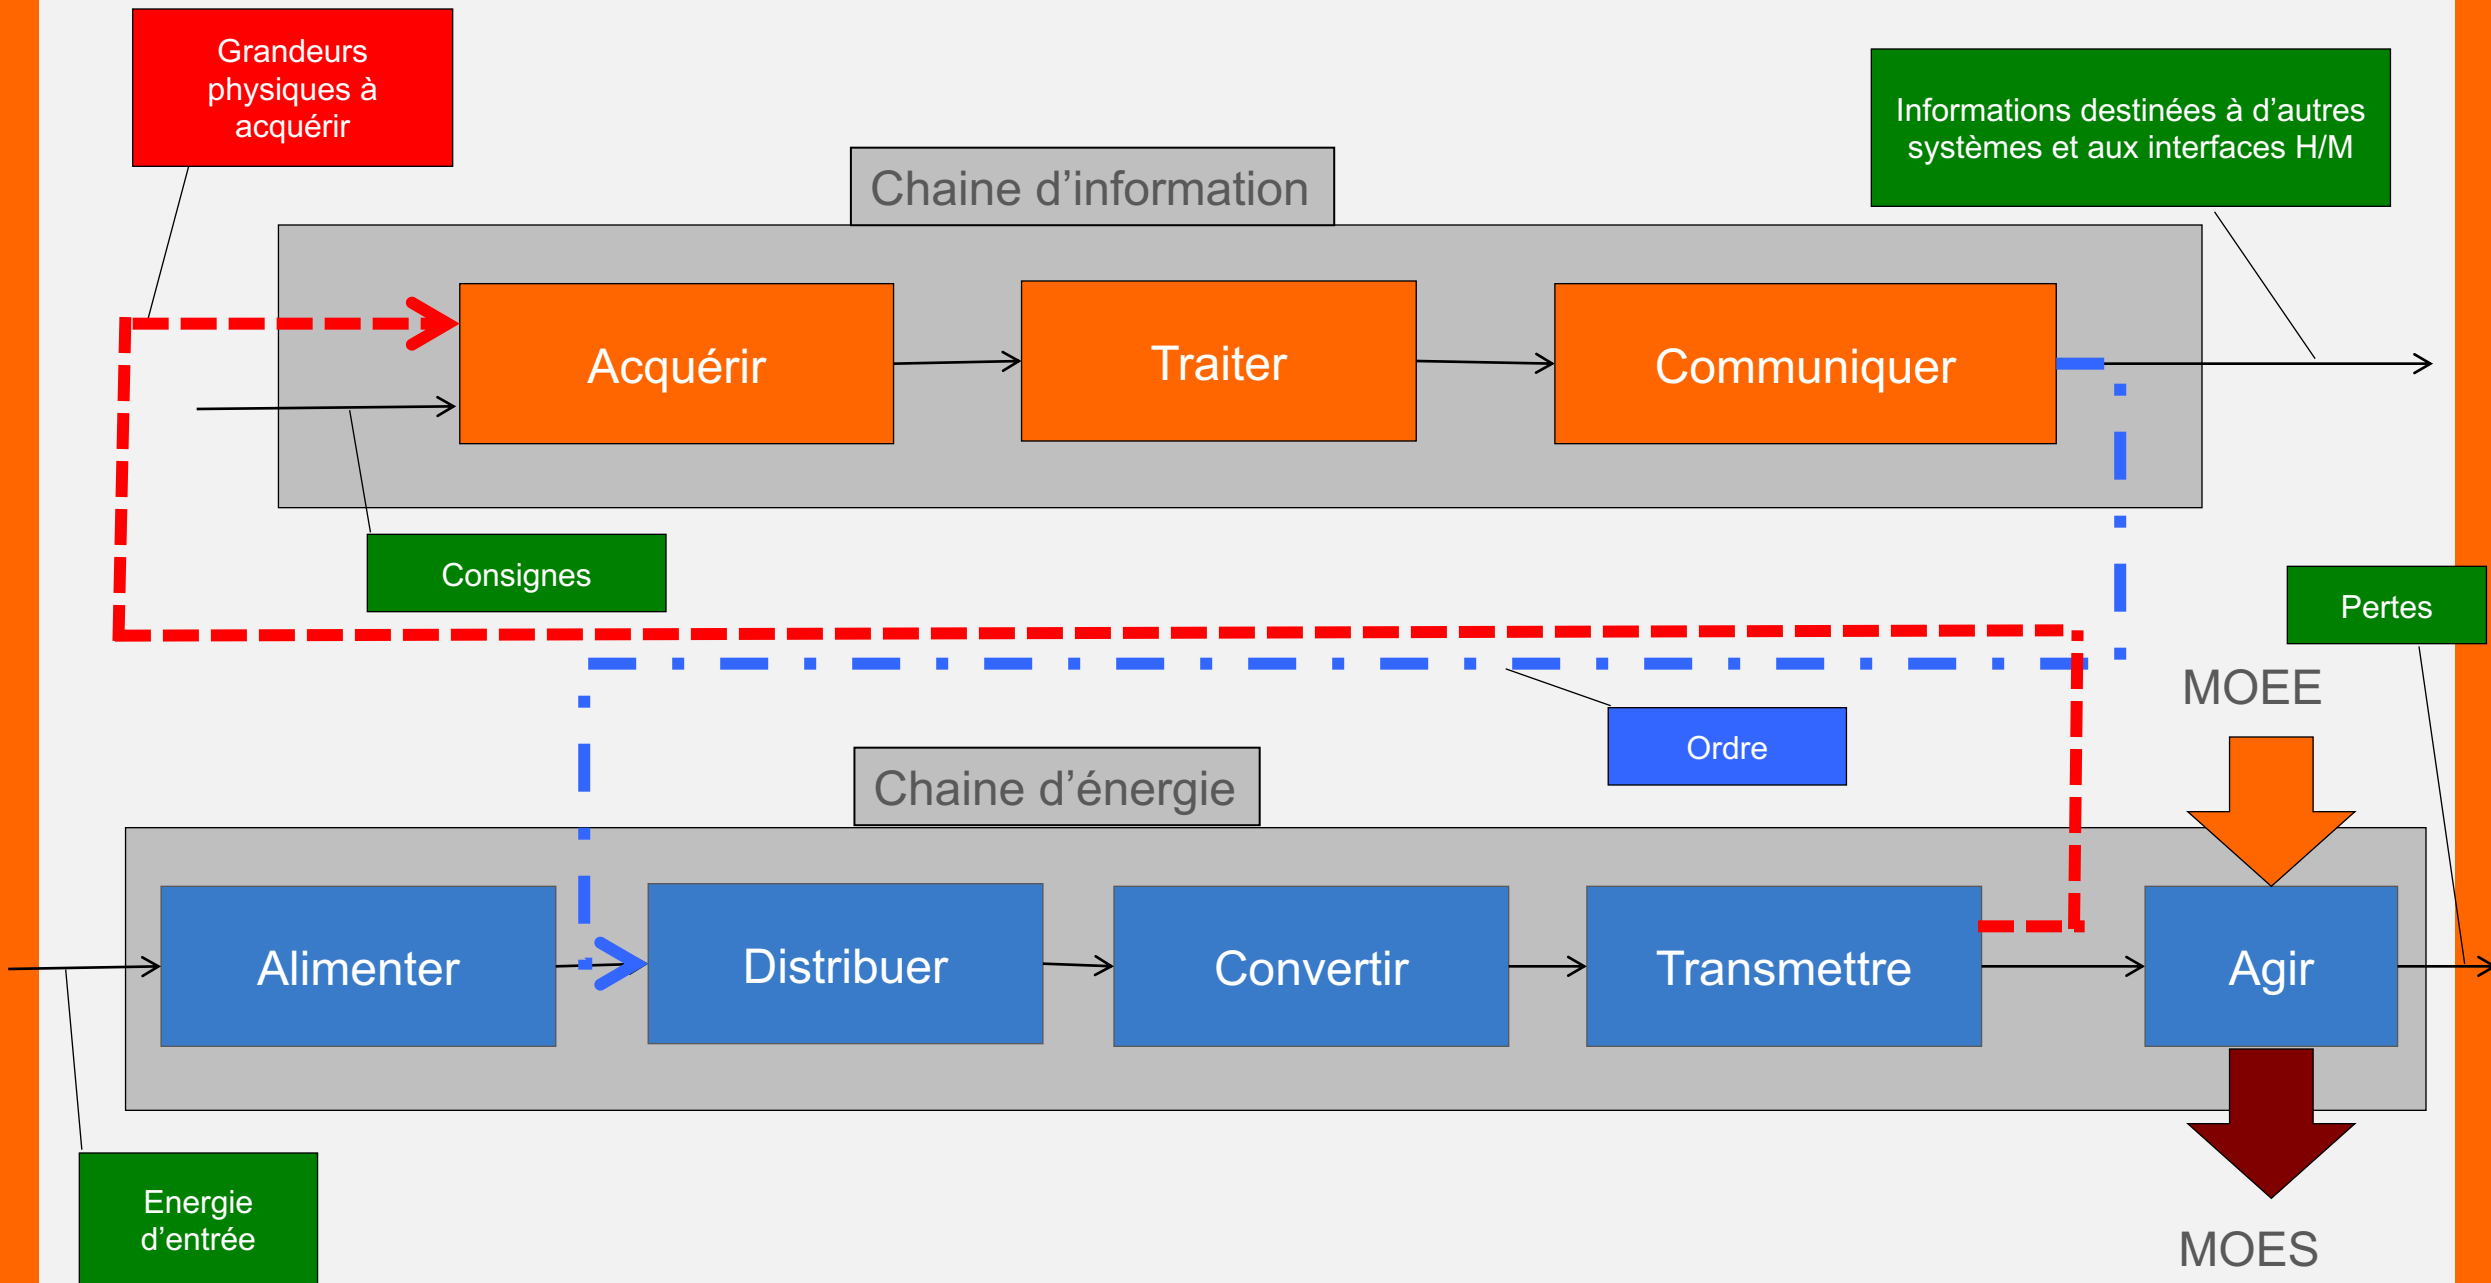 Grandeurs
physiques à
acquérir
Informations destinées à d’autres
systèmes et aux interfaces H/M
Chaine d’information
Acquérir
Traiter
Communiquer
Consignes
Pertes
MOEE
Ordre
Chaine d’énergie
Alimenter
Distribuer
Convertir
Transmettre
Agir
Energie
d’entrée
MOES